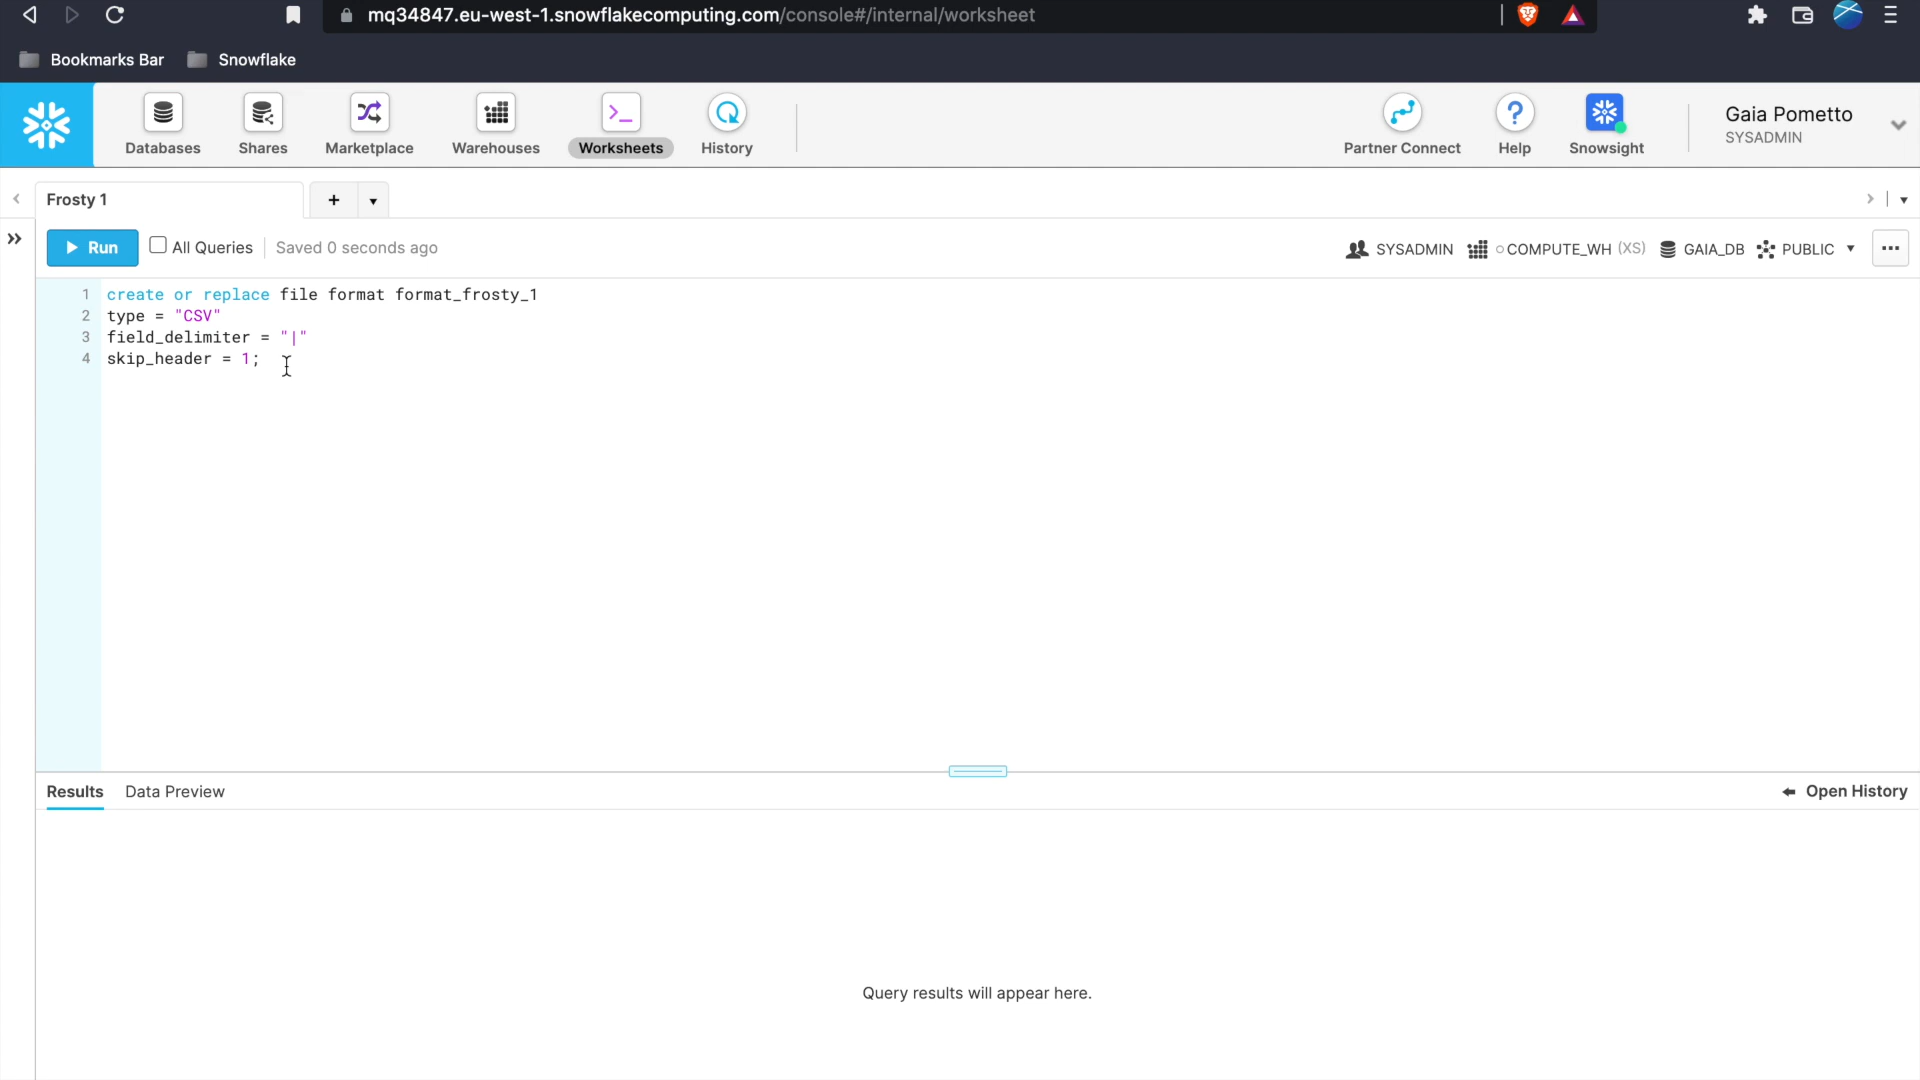 mq34847.eu-west-1.snowflakecomputing.com/console#/internal/worksheet
Bookmarks Bar Snowflake
Databases Shares Marketplace Warehouses Worksheets History Partner Connect Help Snowsight
Gaia Pometto
SYSADMIN
Frosty 1 +
Run All Queries Saved 0 seconds ago SYSADMIN COMPUTE_WH (XS) GAIA_DB PUBLIC ...
1 create or replace file format format_frosty_1
2 type = "CSV"
3 field_delimiter = "|"
4 skip_header = 1;
Results Data Preview Open History
Query results will appear here.